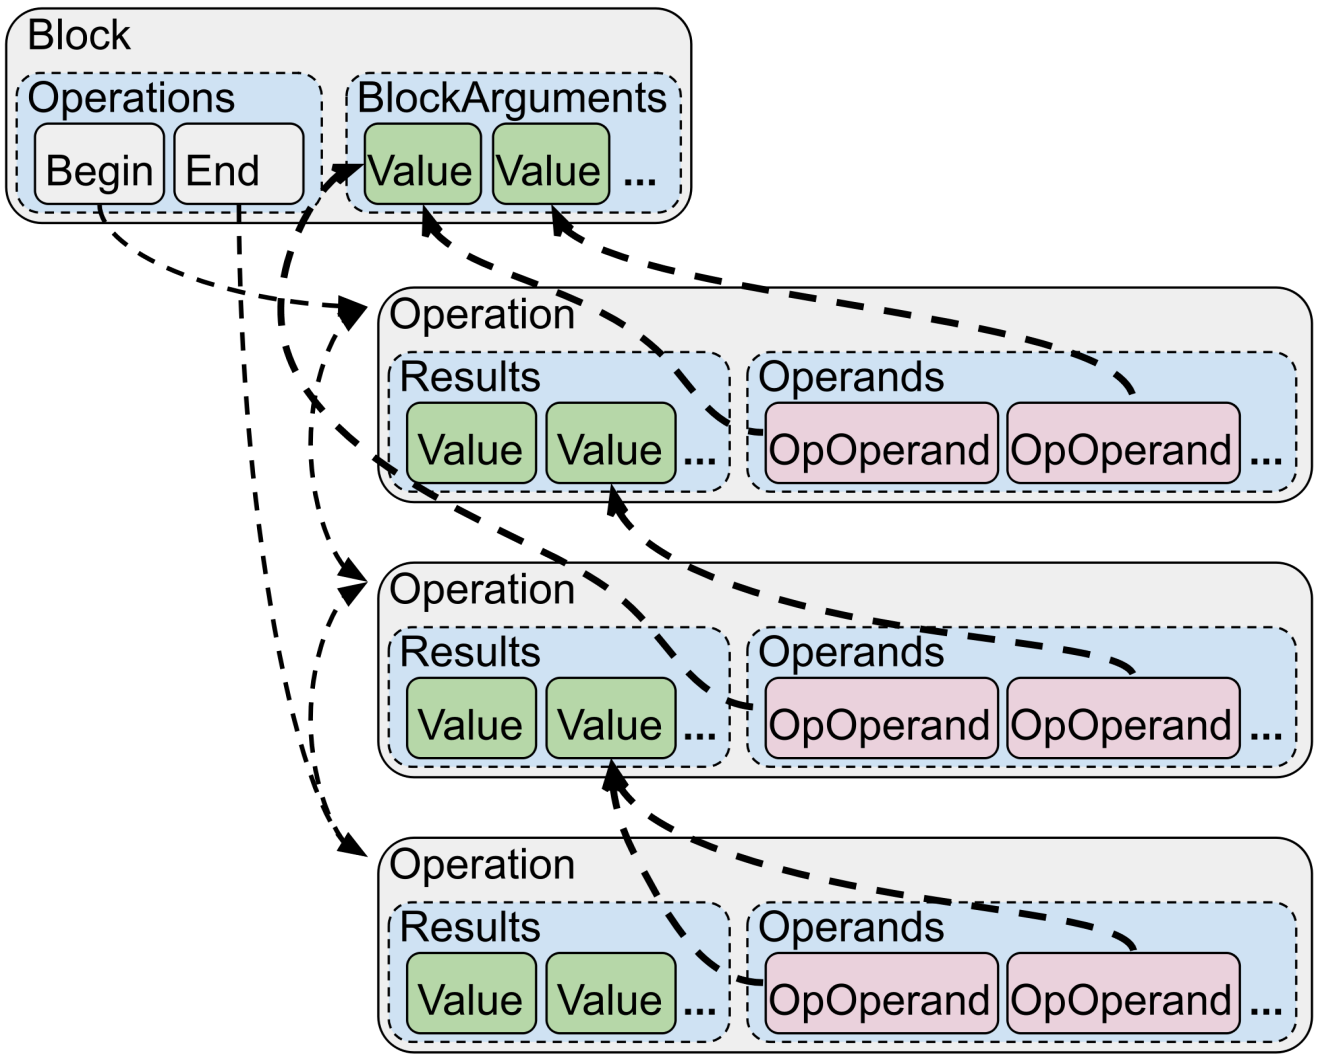 Block
Operations BlockArguments
Begin End Value Value ...
Operation
Results Operands
Value Value ... OpOperand OpOperand ...
Operation
Results Operands
Value Value ... OpOperand OpOperand ...
Operation
Results Operands
Value Value ... OpOperand OpOperand ...